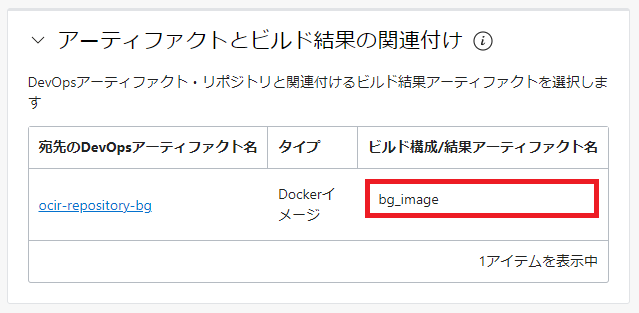 アーティファクトとビルド結果の関連付け
DevOpsアーティファクト・リポジトリと関連付けるビルド結果アーティファクトを選択しま
す
宛先のDevOpsアーティファクト名 タイプ ビルド構成/結果アーティファクト名
ocir-repository-bg Dockerイ bg_image
メージ
1アイテムを表示中